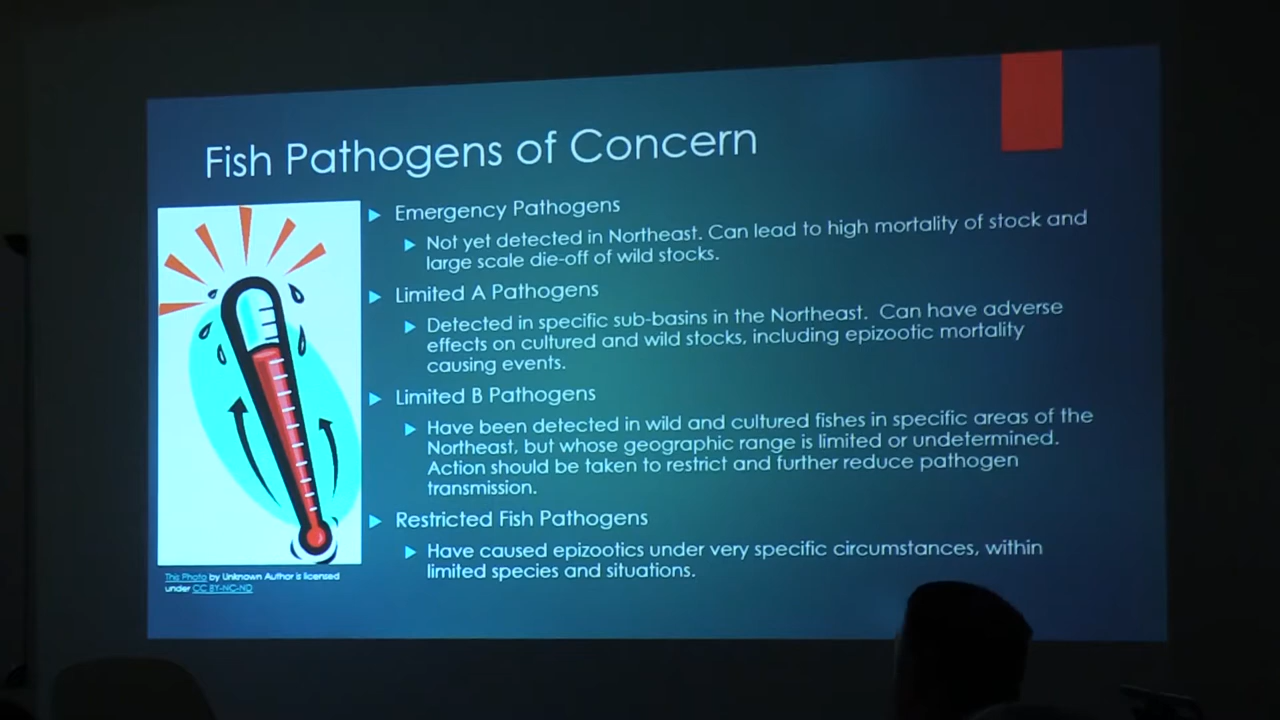 Fish Pathogens of Concern
Emergency Pathogens
Not yet detected in Northeast. Can lead to high mortality of stock and
large scale die-off of wild stocks.
Limited A Pathogens
Detected in specific sub-basins in the Northeast. Can have adverse
effects on cultured and wild stocks, including epizootic mortality
causing events.
Limited B Pathogens
Have been detected in wild and cultured fishes in specific areas of the
Northeast, but whose geographic range is limited or undetermined.
Action should be taken to restrict and further reduce pathogen
transmission.
Restricted Fish Pathogens
Have caused epizootics under very specific circumstances, within
limited species and situations.
This Photo by Unknown Author is licensed
under CC BY-NC-ND